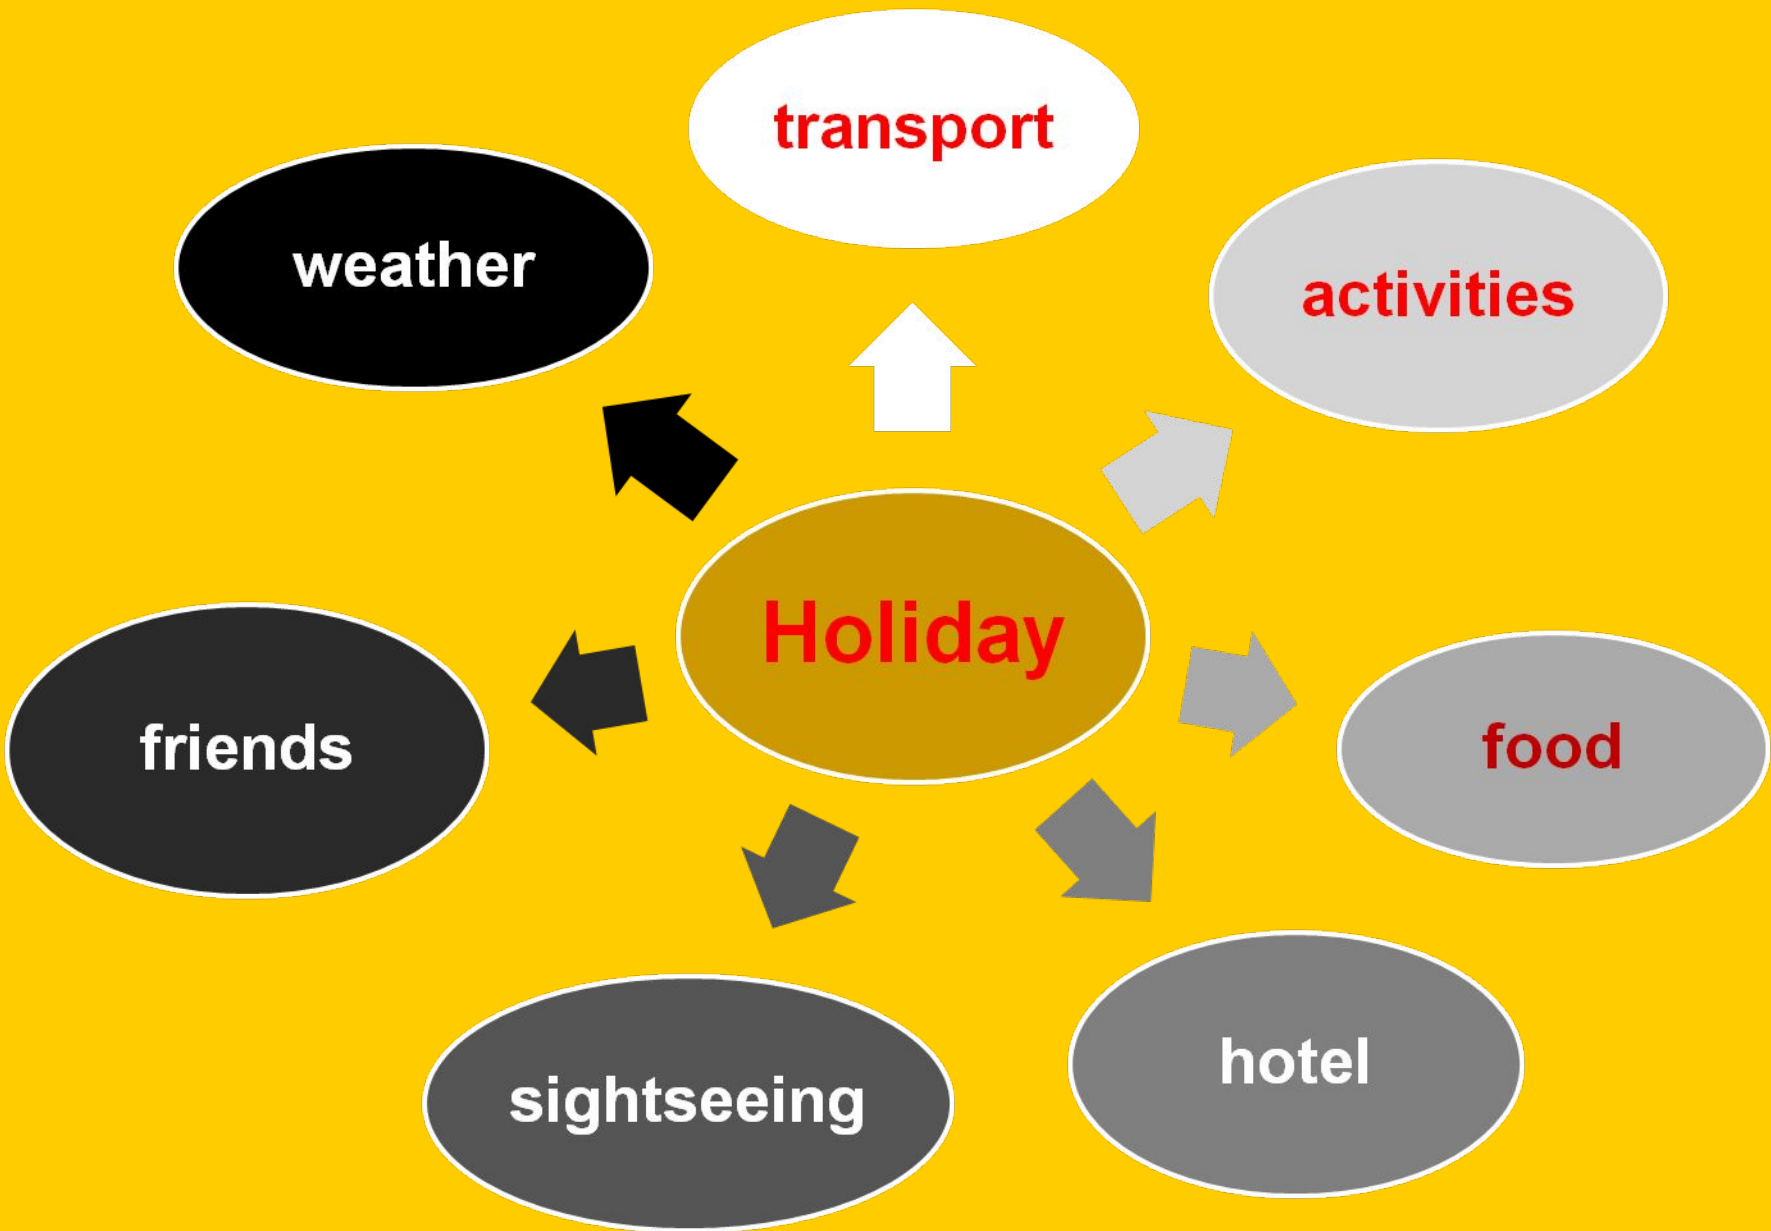 transport
weather
activities
Holiday
friends
food
hotel
sightseeing